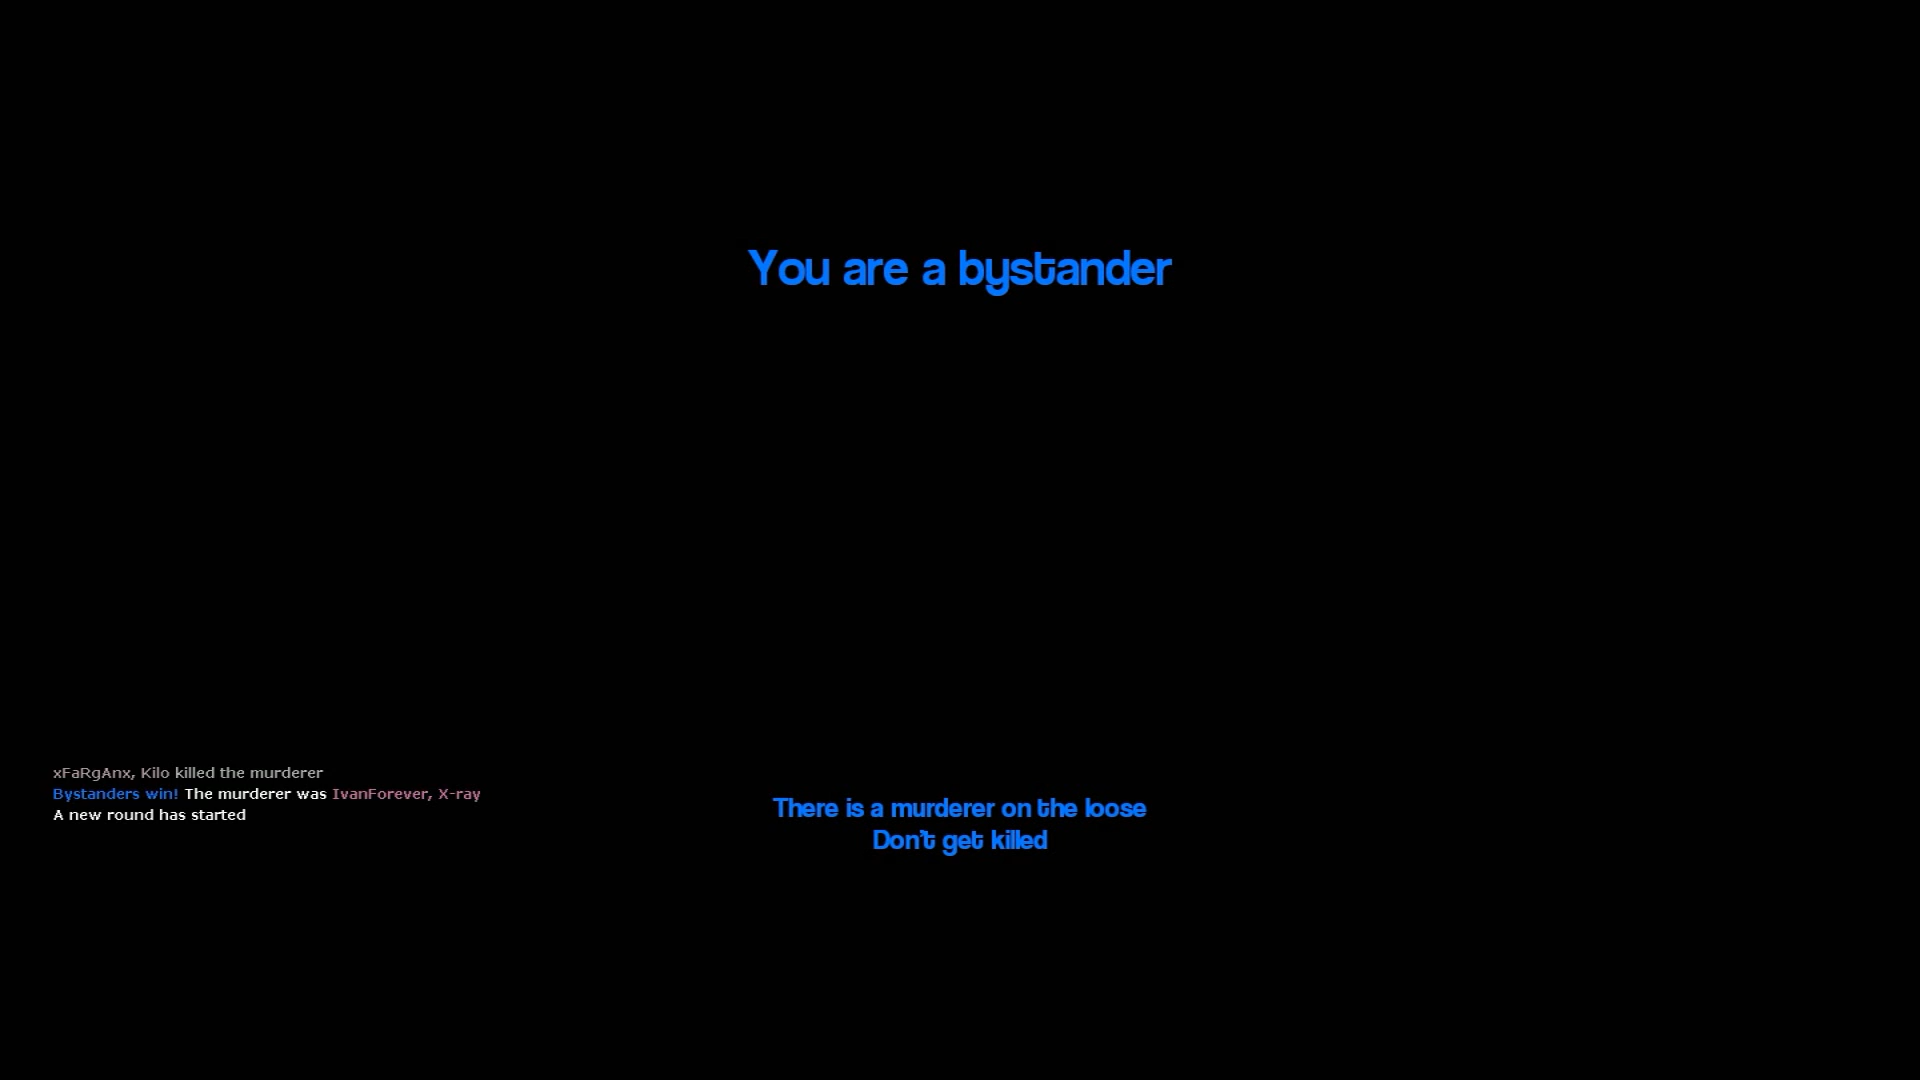 You are a bystander
xFaRgAnx, Kilo killed the murderer
Bystanders win! The murderer was IvanForever, X-ray
A new round has started
There is a murderer on the loose
Don't get killed